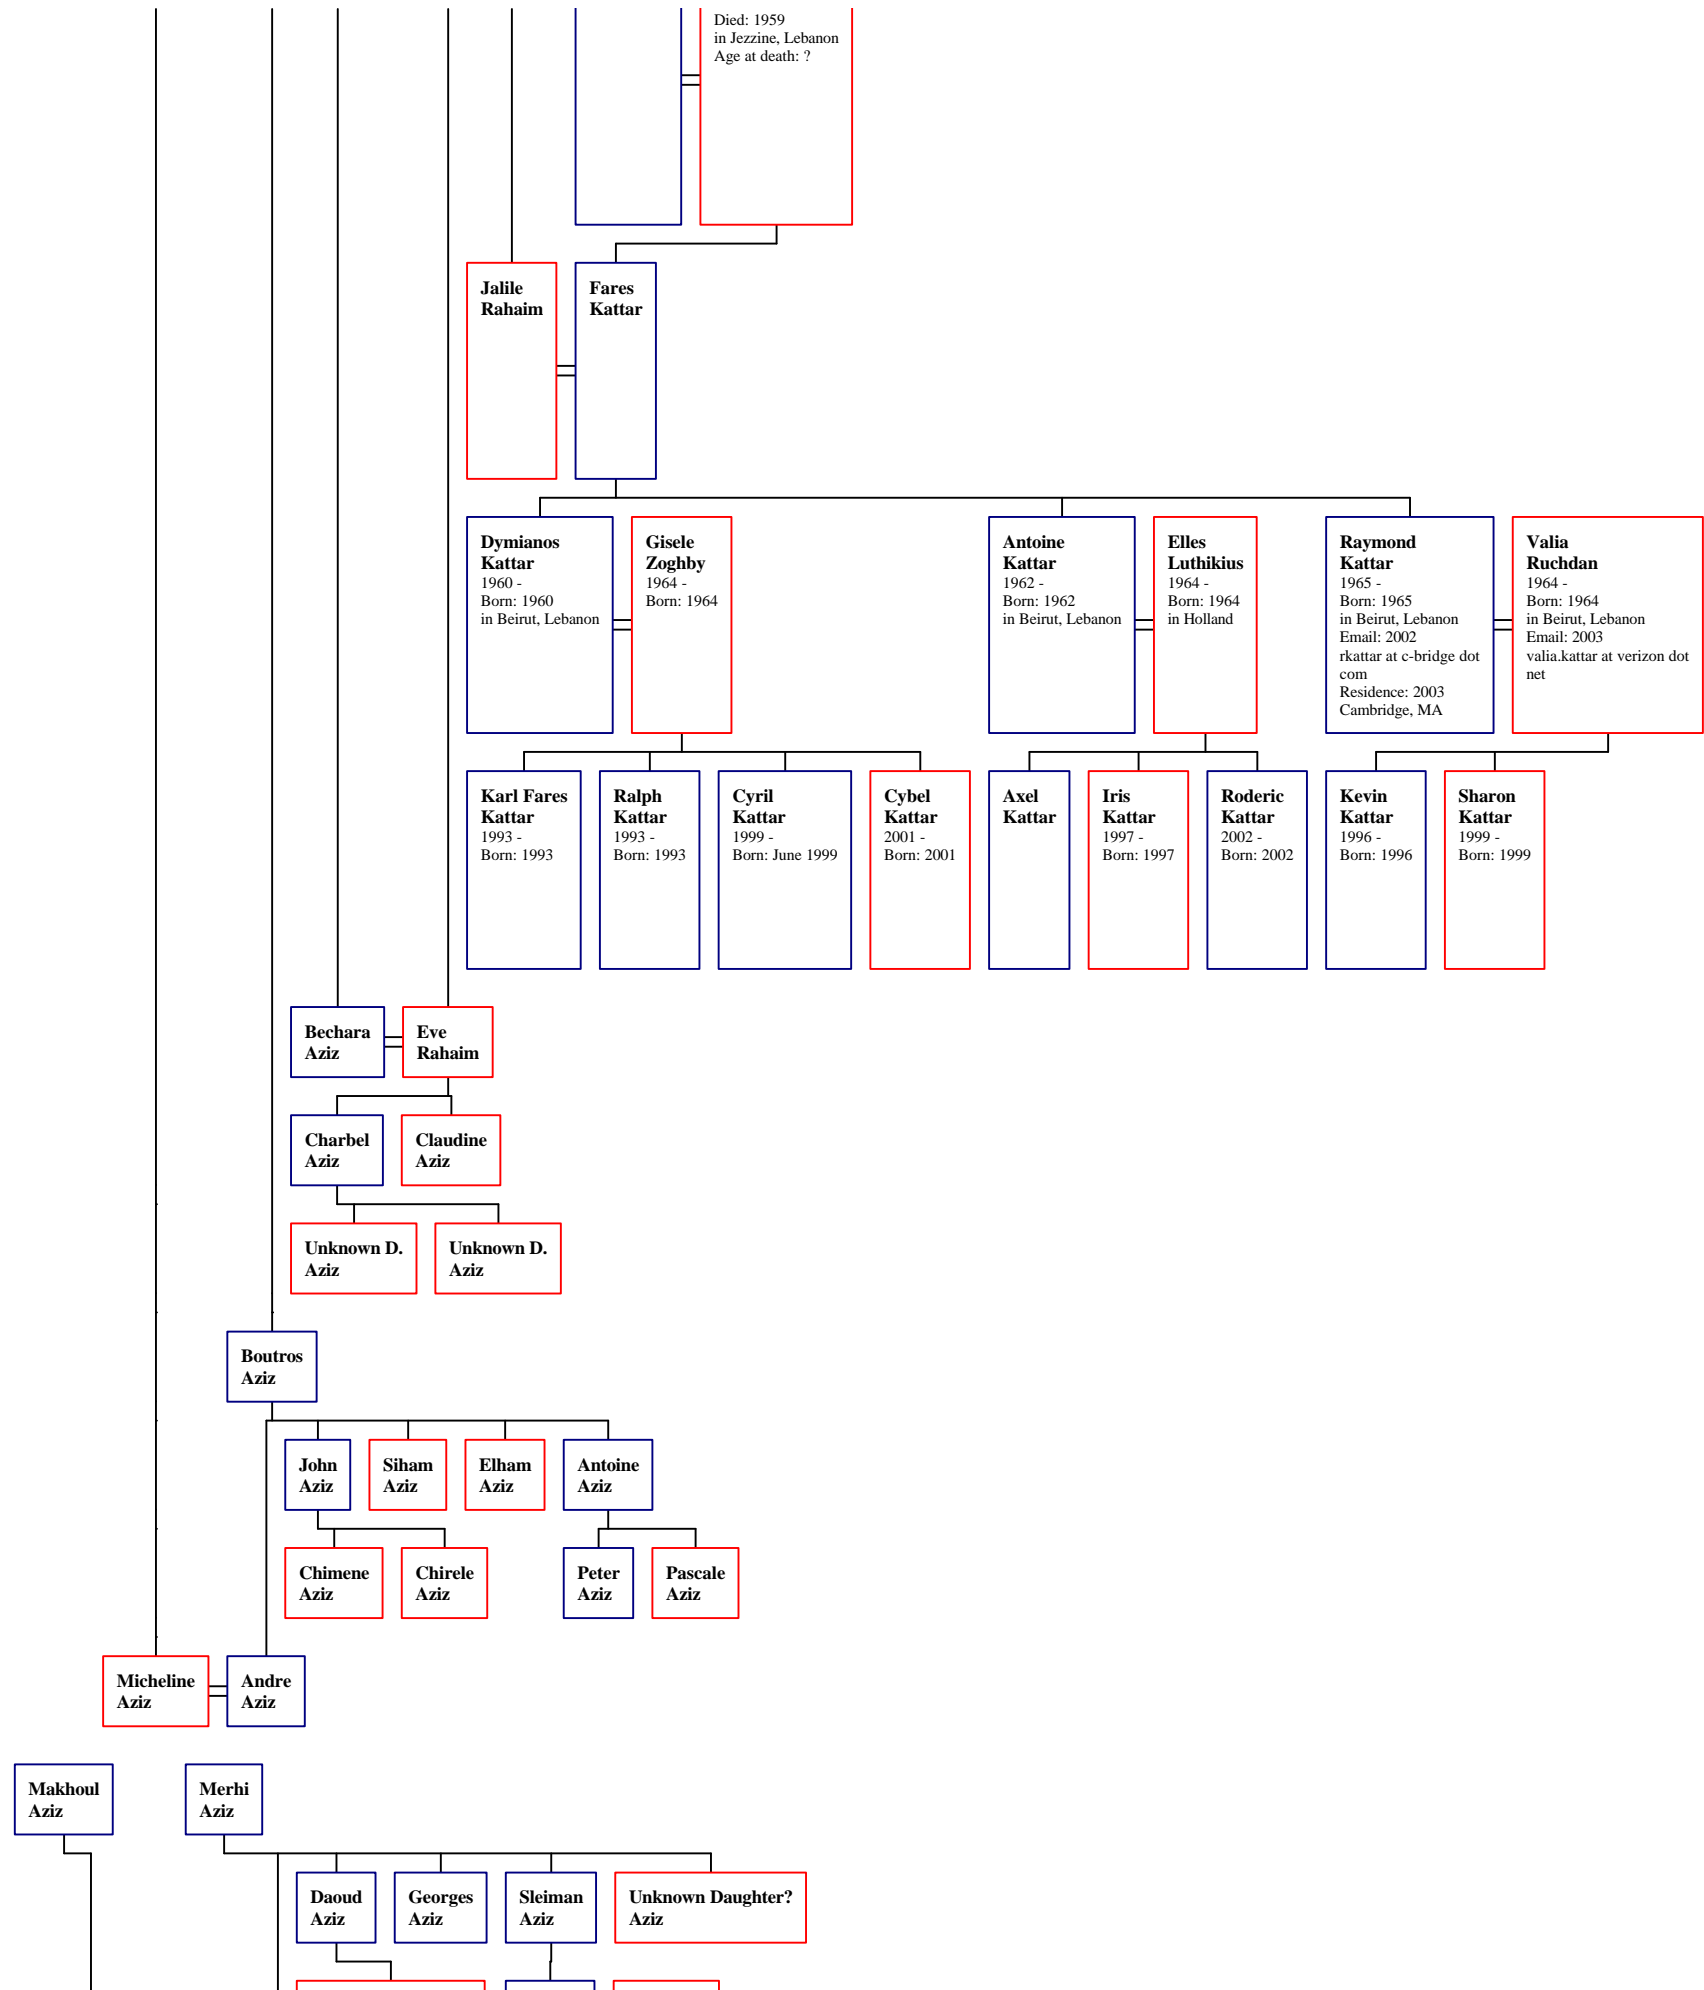 Died: 1959
in Jezzine, Lebanon
Age at death: ?
Jalile
Rahaim
Fares
Kattar
Dymianos
Kattar
1960 -
Born: 1960
in Beirut, Lebanon
Gisele
Zoghby
1964 -
Born: 1964
Antoine
Kattar
1962 -
Born: 1962
in Beirut, Lebanon
Elles
Luthikius
1964 -
Born: 1964
in Holland
Raymond
Kattar
1965 -
Born: 1965
in Beirut, Lebanon
Email: 2002
rkattar at c-bridge dot
com
Residence: 2003
Cambridge, MA
Valia
Ruchdan
1964 -
Born: 1964
in Beirut, Lebanon
Email: 2003
valia.kattar at verizon dot
net
Karl Fares
Kattar
1993 -
Born: 1993
Ralph
Kattar
1993 -
Born: 1993
Cyril
Kattar
1999 -
Born: June 1999
Cybel
Kattar
2001 -
Born: 2001
Axel
Kattar
Iris
Kattar
1997 -
Born: 1997
Roderic
Kattar
2002 -
Born: 2002
Kevin
Kattar
1996 -
Born: 1996
Sharon
Kattar
1999 -
Born: 1999
Bechara
Aziz
Eve
Rahaim
Charbel
Aziz
Claudine
Aziz
Unknown D.
Aziz
Unknown D.
Aziz
Boutros
Aziz
John
Aziz
Siham
Aziz
Elham
Aziz
Antoine
Aziz
Chimene
Aziz
Chirele
Aziz
Peter
Aziz
Pascale
Aziz
Micheline
Aziz
Andre
Aziz
Makhoul
Aziz
Merhi
Aziz
Daoud
Aziz
Georges
Aziz
Sleiman
Aziz
Unknown Daughter?
Aziz